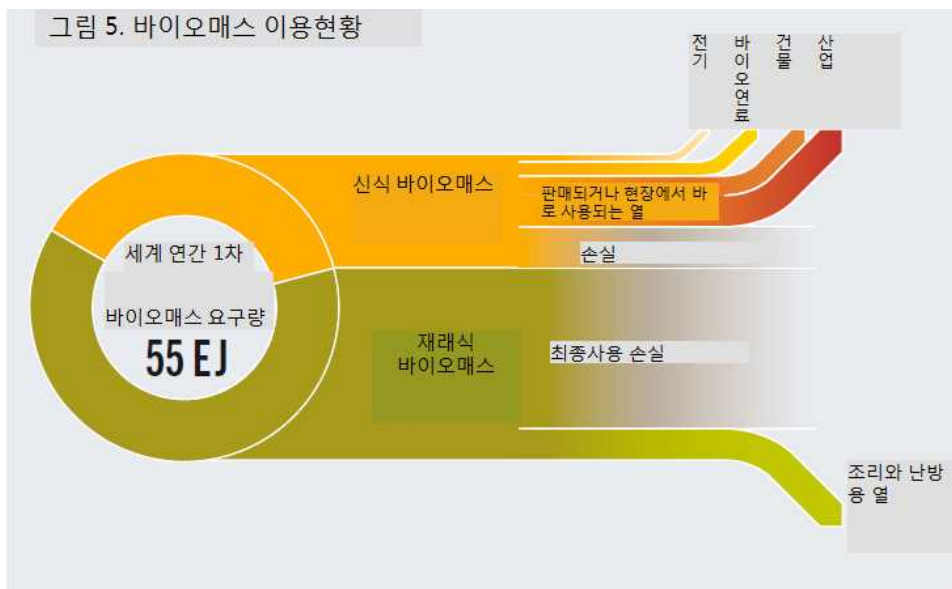 그림 5. 바이오매스 이용현황
전기
바이오연료
건물
산업
신식 바이오매스
판매되거나 현장에서 바
로 사용되는 열
손실
세계 연간 1차
바이오매스 요구량
55 EJ
재래식
바이오매스
최종사용 손실
조리와 난방
용 열